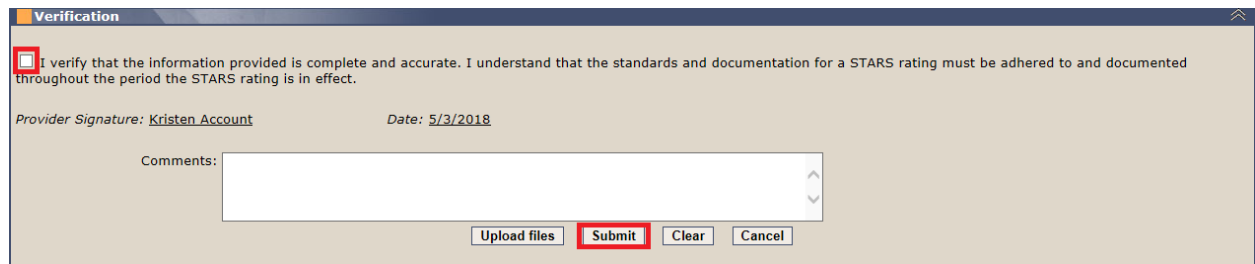 Verification
I verify that the information provided is complete and accurate. I understand that the standards and documentation for a STARS rating must be adhered to and documented
throughout the period the STARS rating is in effect.
Provider Signature: Kristen Account Date: 5/3/2018
Comments:
Upload files Submit Clear Cancel